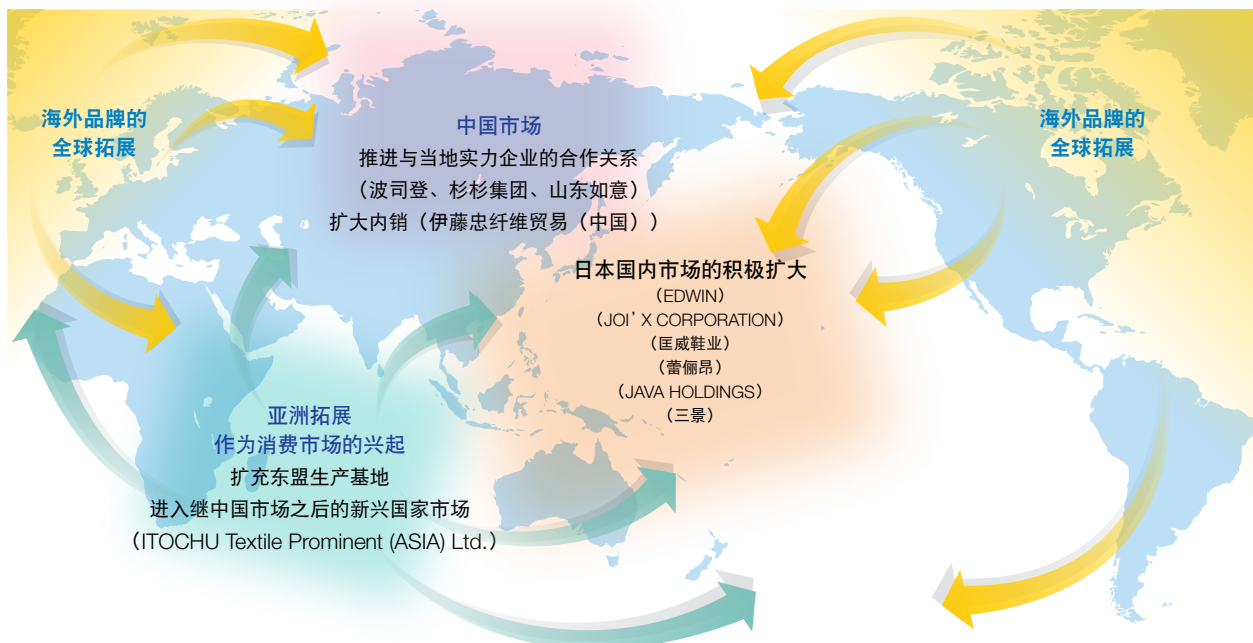 海外品牌的
全球拓展
中国市场
推进与当地实力企业的合作关系
（波司登、杉杉集团、山东如意）
扩大内销（伊藤忠纤维贸易（中国））
海外品牌的
全球拓展
日本国内市场的积极扩大
（EDWIN）
（JOI’X CORPORATION）
（匡威鞋业）
（蕾俪昂）
（JAVA HOLDINGS）
（三景）
亚洲拓展
作为消费市场的兴起
扩充东盟生产基地
进入继中国市场之后的新兴国家市场
（ITOCHU Textile Prominent (ASIA) Ltd.）